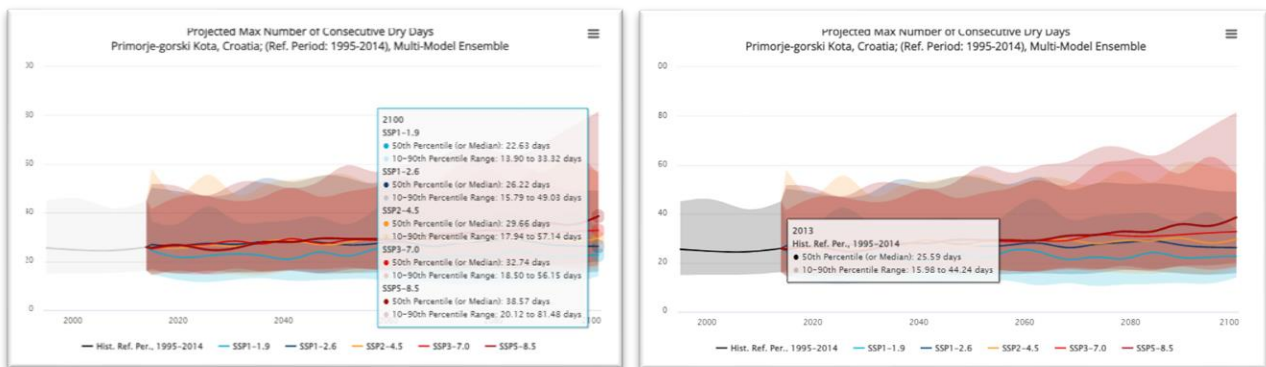 Projected Max Number of Consecutive Dry Days
Primorje-gorski Kota, Croatia; (Ref. Period: 1995-2014), Multi-Model Ensemble
00
80
60
40
20
0
2100
SSP1-1.9
50th Percentile (or Median): 22.63 days
10-90th Percentile Range: 13.90 to 33.32 days
SSP1-2.6
50th Percentile (or Median): 26.22 days
10-90th Percentile Range: 15.79 to 49.03 days
SSP2-4.5
50th Percentile (or Median): 29.66 days
10-90th Percentile Range: 17.94 to 57.14 days
SSP3-7.0
50th Percentile (or Median): 32.74 days
10-90th Percentile Range: 18.50 to 56.15 days
SSP5-8.5
50th Percentile (or Median): 38.57 days
10-90th Percentile Range: 20.12 to 81.48 days
2000 2020 2040 2100
Hist. Ref. Per., 1995-2014 SSP1-1.9 SSP1-2.6 SSP2-4.5 SSP3-7.0 SSP5-8.5
Projected Max Number of Consecutive Dry Days
Primorje-gorski Kota, Croatia; (Ref. Period: 1995-2014), Multi-Model Ensemble
00
80
60
40
20
0
2013
Hist. Ref. Per., 1995-2014
50th Percentile (or Median): 25.59 days
10-90th Percentile Range: 15.98 to 44.24 days
2000 2020 2040 2060 2080 2100
Hist. Ref. Per., 1995-2014 SSP1-1.9 SSP1-2.6 SSP2-4.5 SSP3-7.0 SSP5-8.5